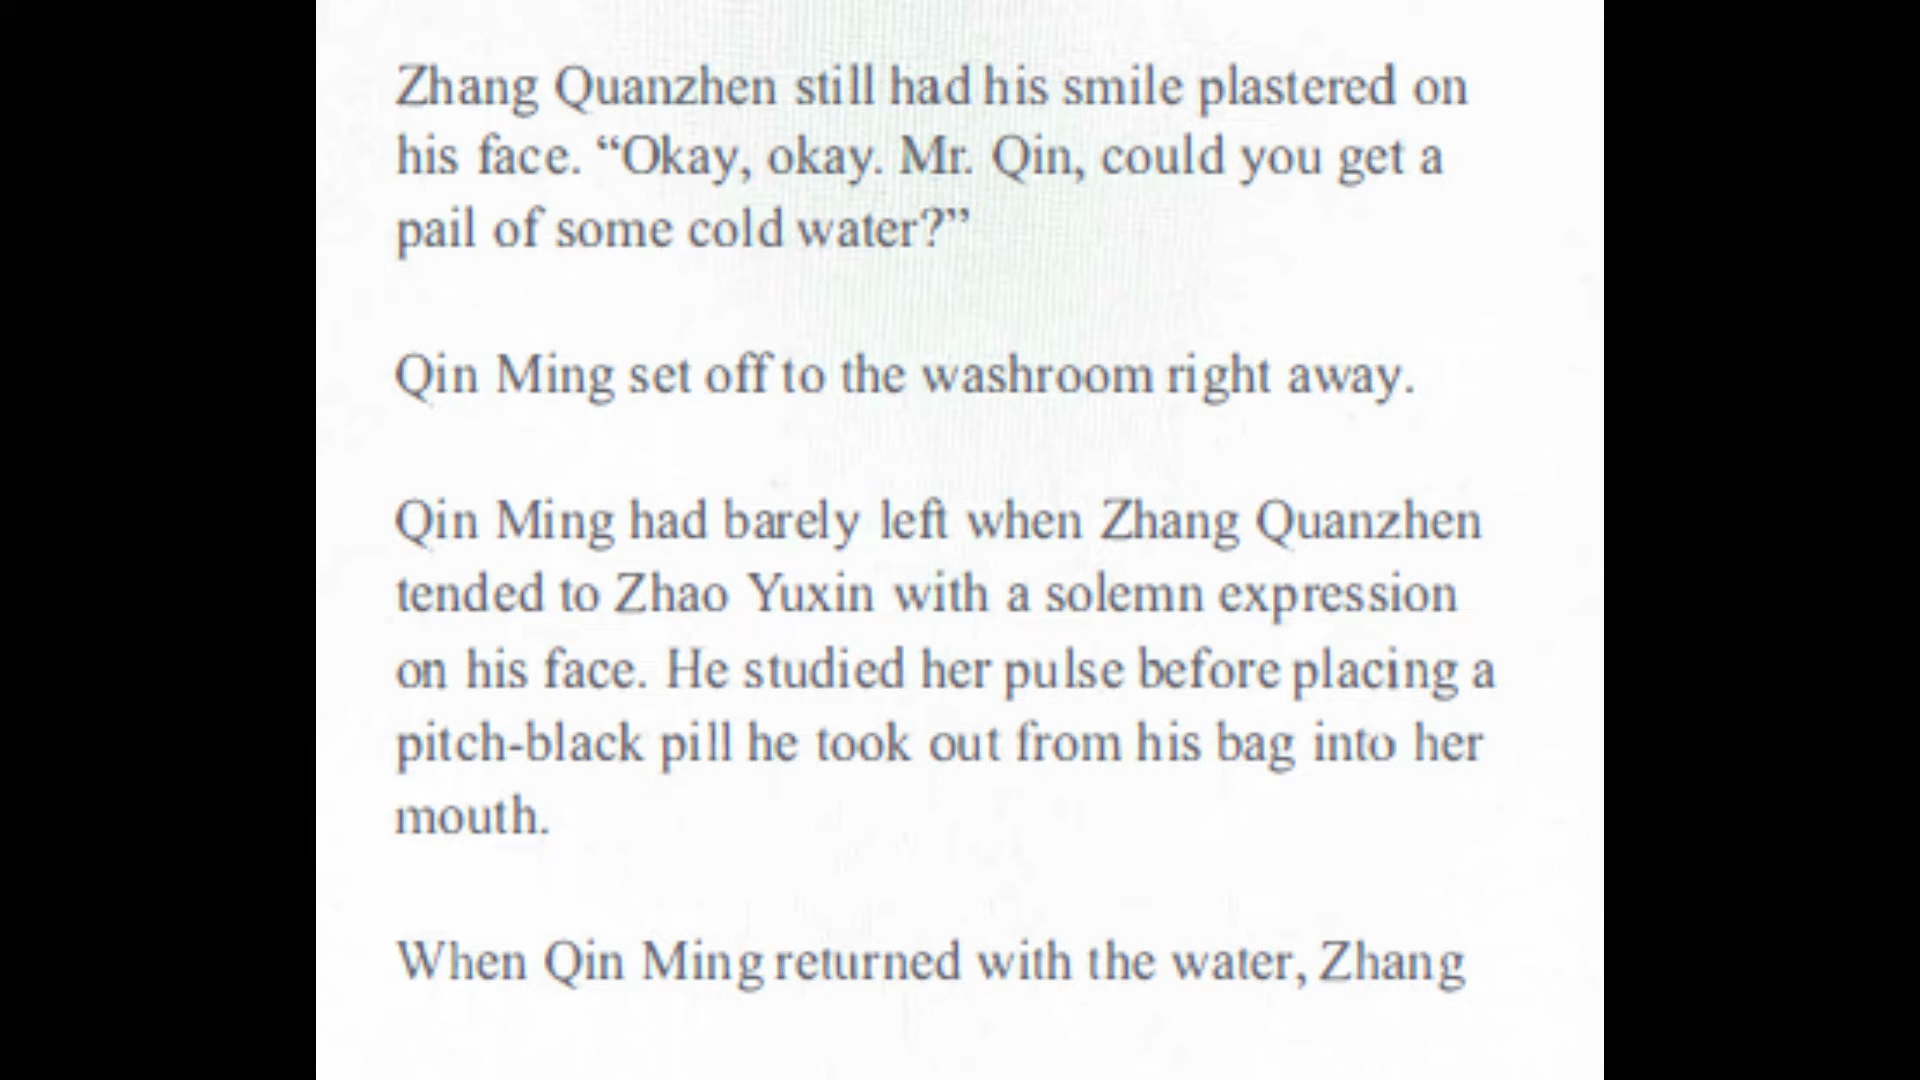 Zhang Quanzhen still had his smile plastered on
his face. “Okay, okay. Mr. Qin, could you get a
pail of some cold water?”
Qin Ming set off to the washroom right away.
Qin Ming had barely left when Zhang Quanzhen
tended to Zhao Yuxin with a solemn expression
on his face. He studied her pulse before placing a
pitch-black pill he took out from his bag into her
mouth.
When Qin Ming returned with the water, Zhang